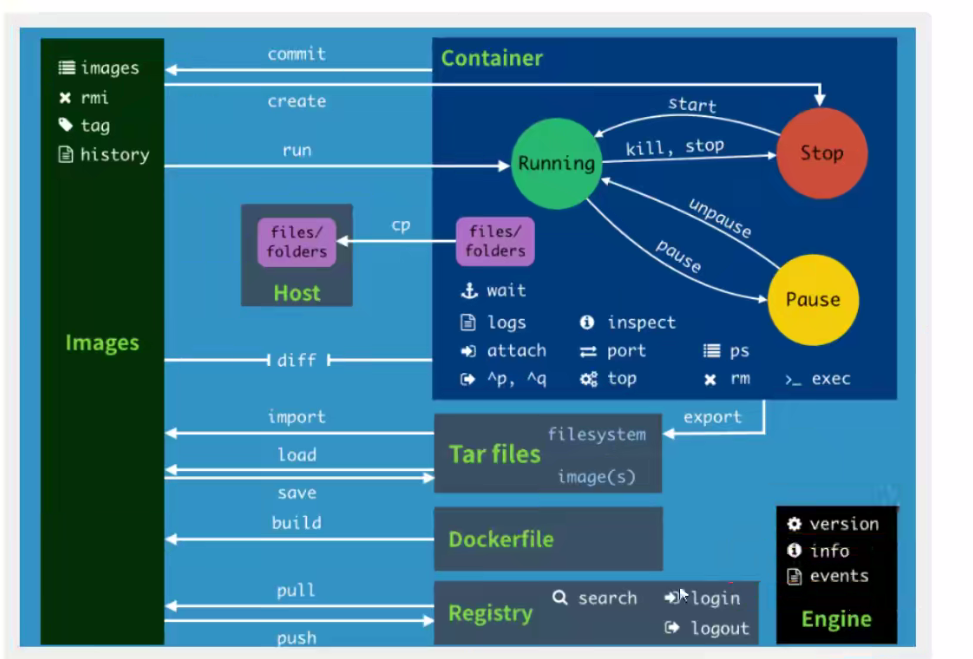 images
rmi
tag
history
Images
commit
create
run
cp
files/
folders
Host
diff
import
load
save
build
pull
push
Container
start
Running
kill, stop
Stop
unpause
pause
Pause
files/
folders
wait
logs
inspect
attach
port
ps
^p, ^q
top
rm
>_ exec
export
Tar files
filesystem
image(s)
Dockerfile
Registry
search
login
logout
version
info
events
Engine